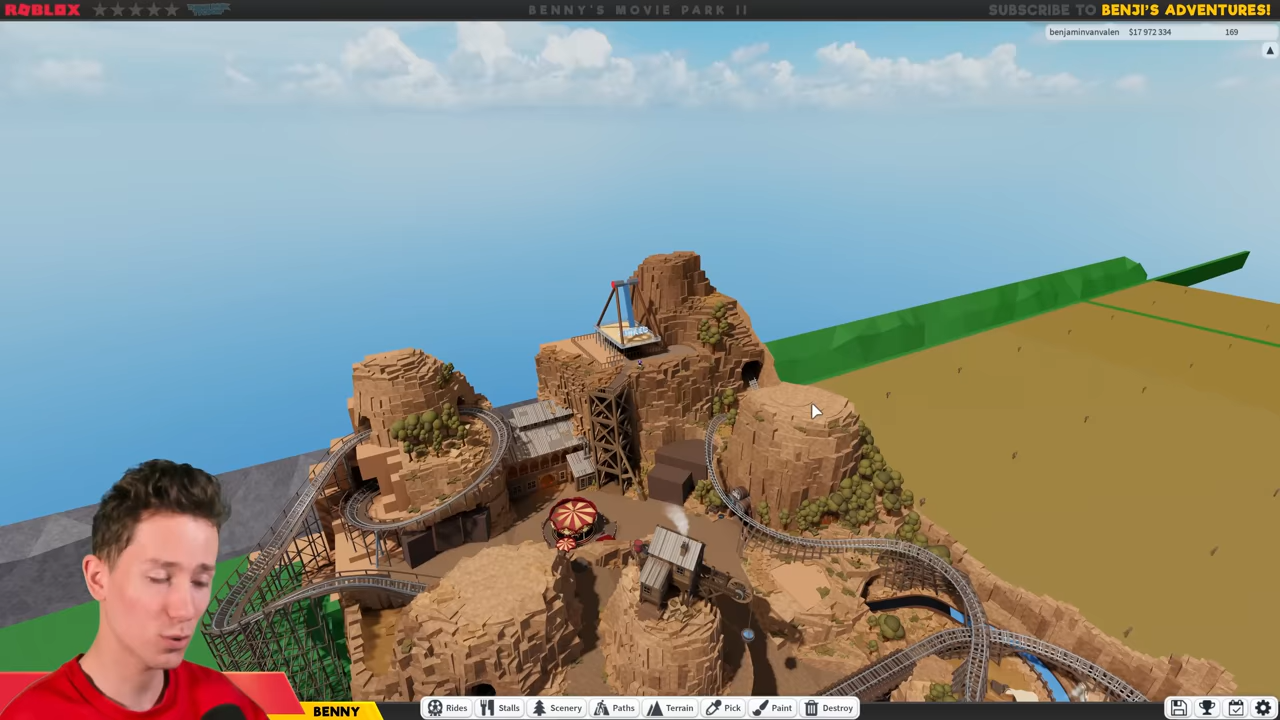 ROBLOX
BENNY'S MOVIE PARK II
SUBSCRIBE TO BENJI'S ADVENTURES!
benjaminvanvalen $17 972 334 169
BENNY
Rides Stalls Scenery Paths Terrain Pick Paint Destroy